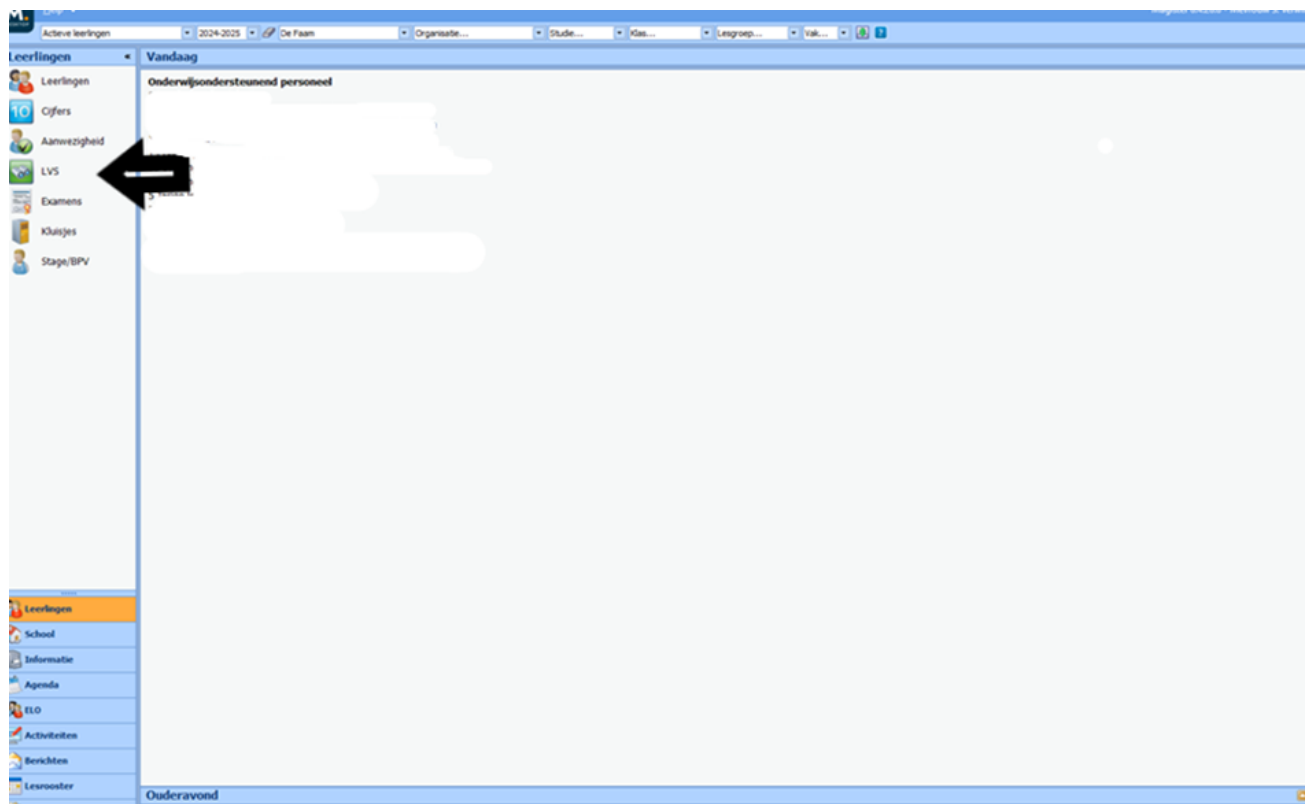 M.
Actieve leerlingen 2024-2025 De Faam Organisatie... Studie... Klas... Lesgroep... Vak...
Leerlingen
Vandaag
Leerlingen
Onderwijsondersteunend personeel
10 Cijfers
Aanwezigheid
LVS
Examens
Kluisjes
Stage/BPV
Leerlingen
School
Informatie
Agenda
ELO
Activiteiten
Berichten
Lesrooster
Ouderavond